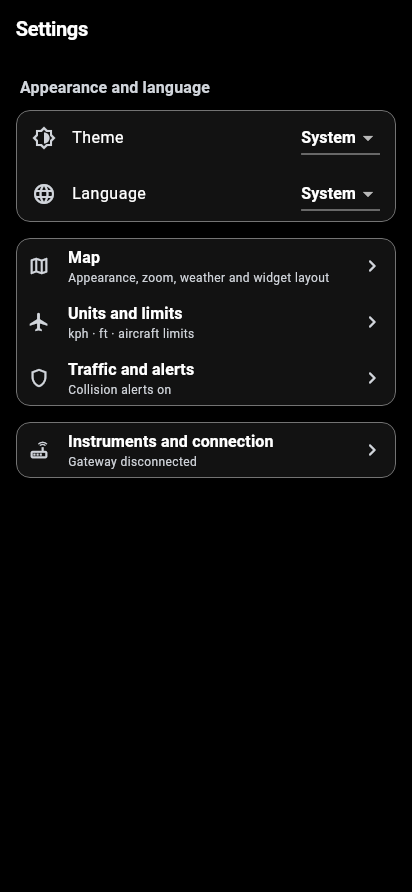 Settings
Appearance and language
Theme
System
Language
System
Map
Appearance, zoom, weather and widget layout
Units and limits
kph · ft · aircraft limits
Traffic and alerts
Collision alerts on
Instruments and connection
Gateway disconnected